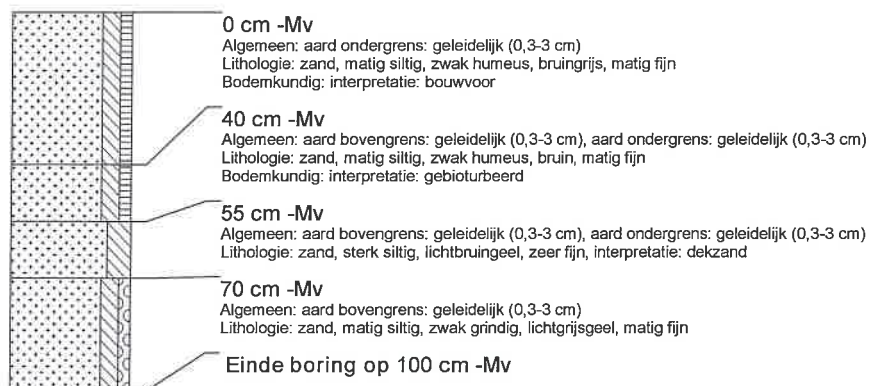 0 cm -Mv
Algemeen: aard ondergrens: geleidelijk (0,3-3 cm)
Lithologie: zand, matig siltig, zwak humeus, bruingrijs, matig fijn
Bodemkundig: interpretatie: bouwvoor
40 cm -Mv
Algemeen: aard bovengrens: geleidelijk (0,3-3 cm), aard ondergrens: geleidelijk (0,3-3 cm)
Lithologie: zand, matig siltig, zwak humeus, bruin, matig fijn
Bodemkundig: interpretatie: gebioturbeerd
55 cm -Mv
Algemeen: aard bovengrens: geleidelijk (0,3-3 cm), aard ondergrens: geleidelijk (0,3-3 cm)
Lithologie: zand, sterk siltig, lichtbruingeel, zeer fijn, interpretatie: dekzand
70 cm -Mv
Algemeen: aard bovengrens: geleidelijk (0,3-3 cm)
Lithologie: zand, matig siltig, zwak grindig, lichtgrijsgeel, matig fijn
Einde boring op 100 cm -Mv